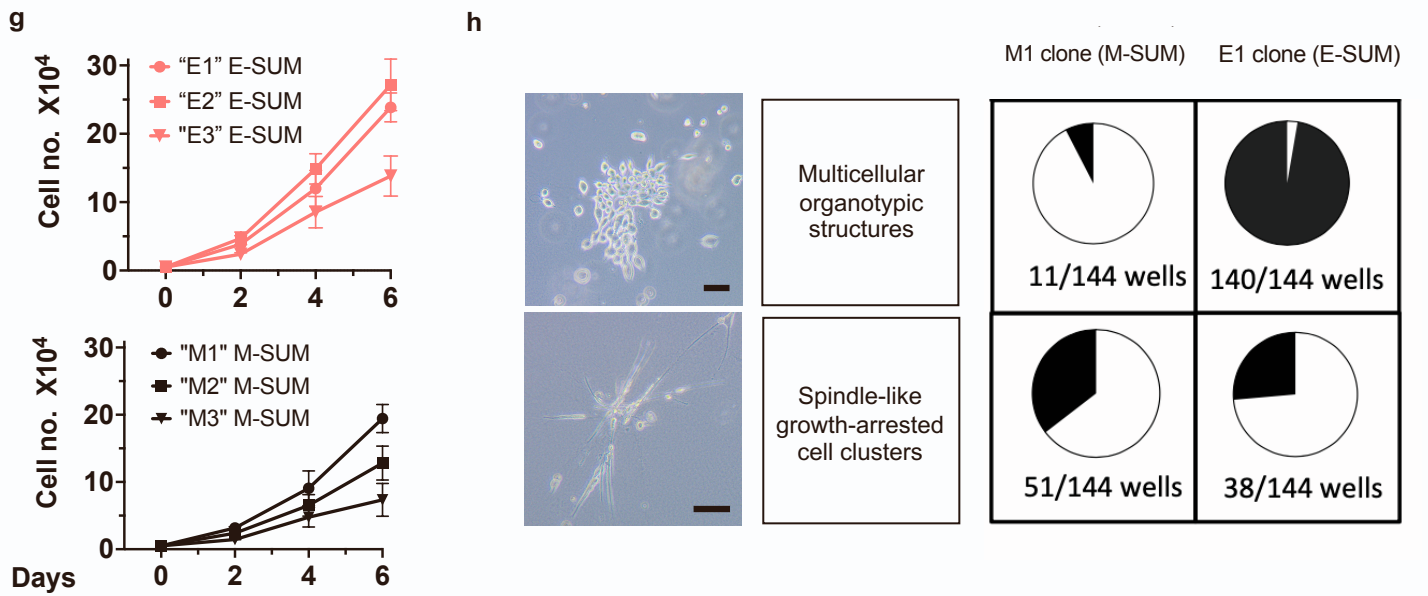 g
Cell no. X10⁴
30
20
10
0
“E1” E-SUM
“E2” E-SUM
"E3” E-SUM
0 2 4 6
Cell no. X10⁴
30
20
10
0
"M1" M-SUM
"M2" M-SUM
"M3" M-SUM
Days 0 2 4 6
h
M1 clone (M-SUM) E1 clone (E-SUM)
Multicellular
organotypic
structures
11/144 wells 140/144 wells
Spindle-like
growth-arrested
cell clusters
51/144 wells 38/144 wells